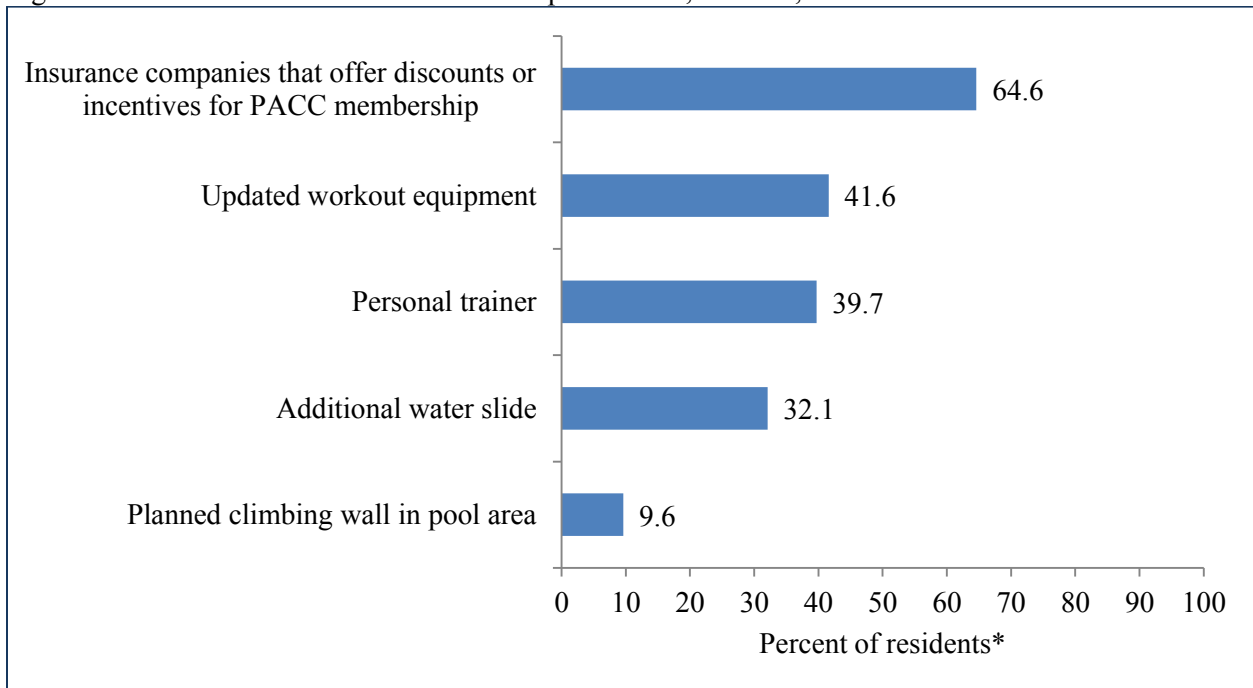 Insurance companies that offer discounts or
incentives for PACC membership
64.6
Updated workout equipment
41.6
Personal trainer
39.7
Additional water slide
32.1
Planned climbing wall in pool area
9.6
0 10 20 30 40 50 60 70 80 90 100
Percent of residents*